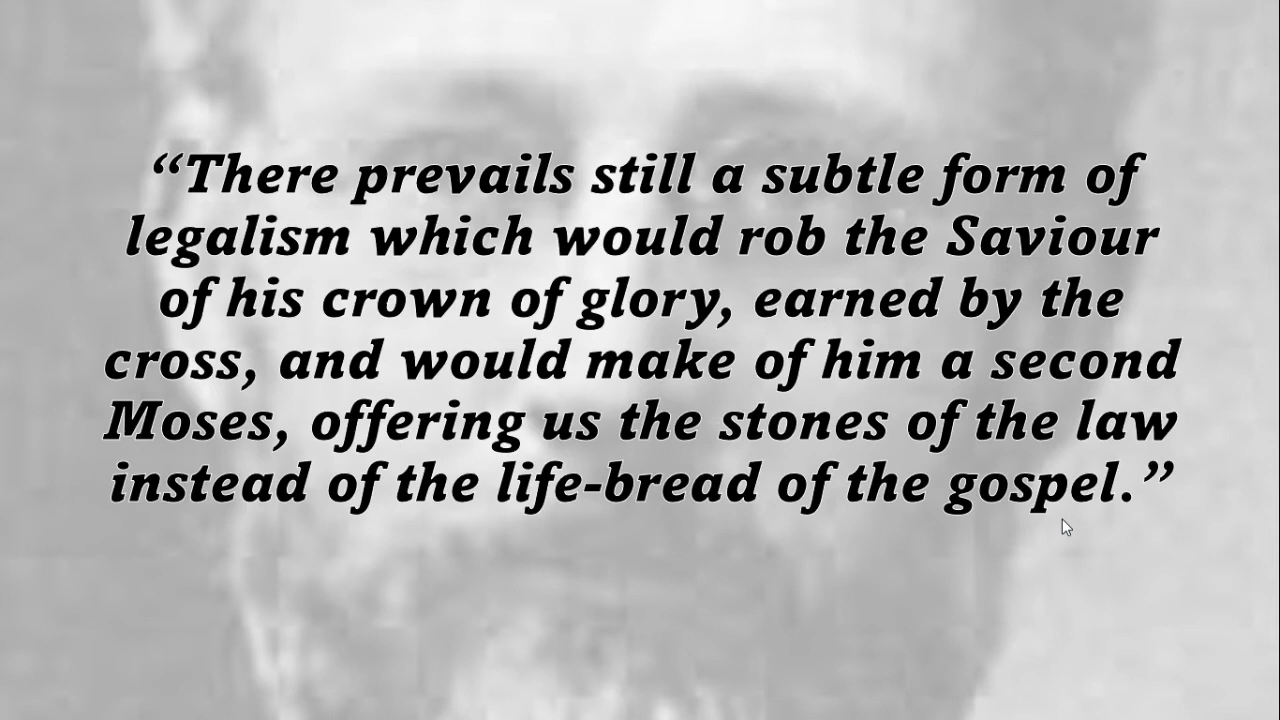 “There prevails still a subtle form of
legalism which would rob the Saviour
of his crown of glory, earned by the
cross, and would make of him a second
Moses, offering us the stones of the law
instead of the life-bread of the gospel.”